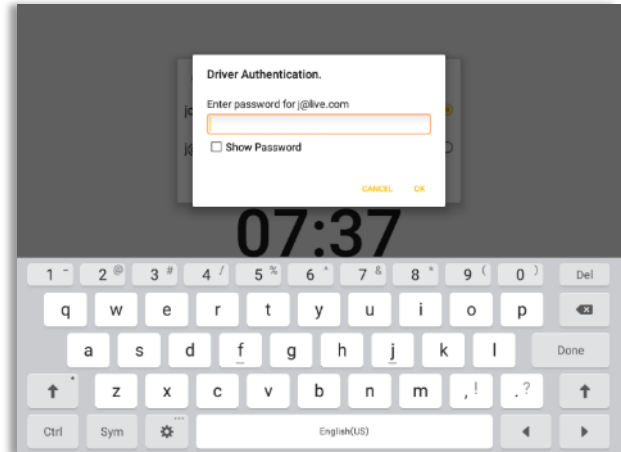 Driver Authentication.
Enter password for j@live.com
Show Password
CANCEL OK
07:37
1 - 2 @ 3 # 4 / 5 % 6 ^ 7 & 8 * 9 ( 0 ) Del
q w e r t y u i o p
a s d f g h j k l Done
z x c v b n m , ! . ?
Ctrl Sym ... English(US)